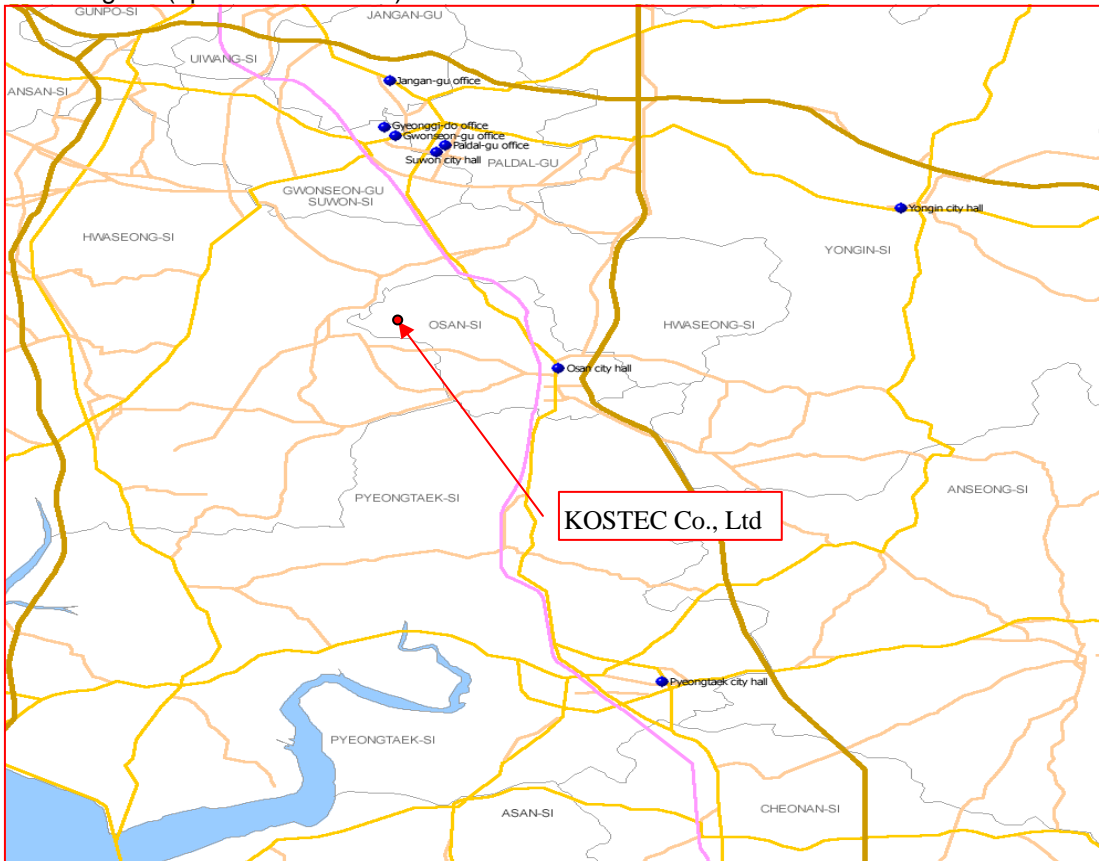 GUNPO-SI
JANGAN-GU
UIWANG-SI
Jangan-gu office
ANSAN-SI
Gyeonggi-do office
Gwonseon-gu office
Paldal-gu office
Suwon city hall
PALDAL-GU
GWONSEON-GU
SUWON-SI
Yongin city hall
HWASEONG-SI
YONGIN-SI
OSAN-SI
HWASEONG-SI
Osan city hall
PYEONGTAEK-SI
ANSEONG-SI
KOSTEC Co., Ltd
Pyeongtaek city hall
PYEONGTAEK-SI
ASAN-SI
CHEONAN-SI